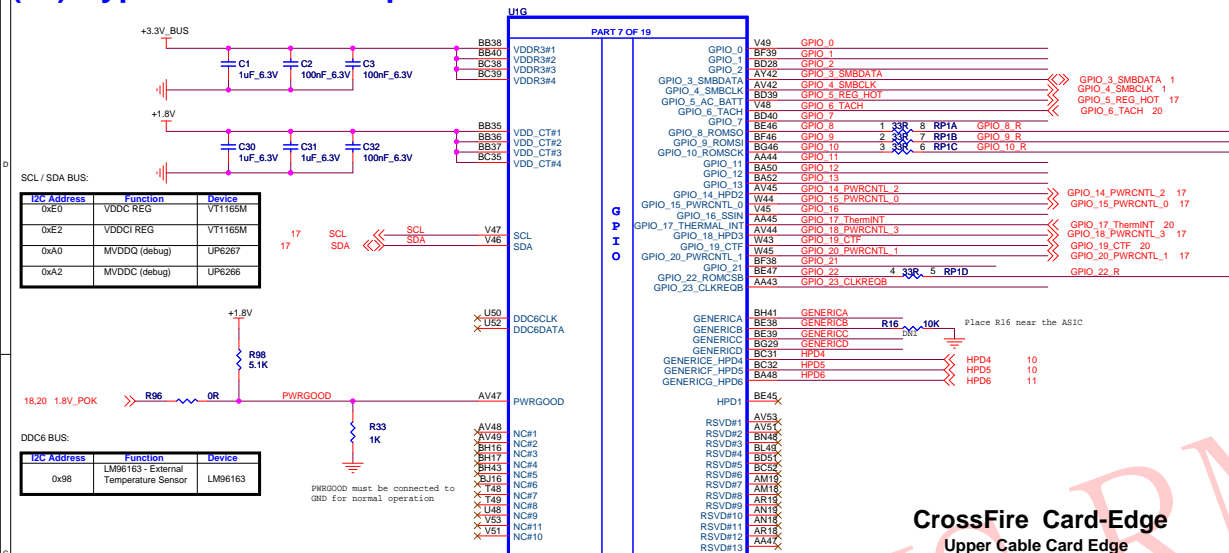 U1G
PART 7 OF 19
+3.3V_BUS
C1
1uF_6.3V
C2
100nF_6.3V
C3
100nF_6.3V
BB38 VDDR3#1
BB40 VDDR3#2
BC38 VDDR3#3
BC39 VDDR3#4
+1.8V
C30
1uF_6.3V
C31
1uF_6.3V
C32
100nF_6.3V
BB35 VDD_CT#1
BB36 VDD_CT#2
BB37 VDD_CT#3
BC35 VDD_CT#4
D
SCL / SDA BUS:
I2C Address Function Device
0xE0 VDDC REG VT1165M
0xE2 VDDCI REG VT1165M
0xA0 MVDDQ (debug) UP6267
0xA2 MVDDC (debug) UP6266
17 SCL SCL V47 SCL
17 SDA SDA V46 SDA
U50 DDC6CLK
U52 DDC6DATA
+1.8V
R98
5.1K
18,20 1.8V_POK R96 0R PWRGOOD AV47 PWRGOOD
R33
1K
PWRGOOD must be connected to
GND for normal operation
DDC6 BUS:
I2C Address Function Device
0x98 LM96163 - External Temperature Sensor LM96163
AV48 NC#1
AV49 NC#2
BH16 NC#3
BH17 NC#4
BH43 NC#5
BJ16 NC#6
T48 NC#7
T49 NC#8
U48 NC#9
V53 NC#11
V51 NC#10
C
GPIO
GPIO_0 V49 GPIO_0
GPIO_1 BF39 GPIO_1
GPIO_2 BD28 GPIO_2
GPIO_3_SMBDATA AY42 GPIO_3_SMBDATA GPIO_3_SMBDATA 1
GPIO_4_SMBCLK AV42 GPIO_4_SMBCLK GPIO_4_SMBCLK 1
GPIO_5_AC_BATT BD39 GPIO_5_REG_HOT GPIO_5_REG_HOT 17
GPIO_6_TACH V48 GPIO_6_TACH GPIO_6_TACH 20
GPIO_7 BD40 GPIO_7
GPIO_8_ROMSO BE46 GPIO_8 1 33R 8 RP1A GPIO_8_R
GPIO_9_ROMSI BF46 GPIO_9 2 33R 7 RP1B GPIO_9_R
GPIO_10_ROMSCK BG46 GPIO_10 3 33R 6 RP1C GPIO_10_R
GPIO_11 AA44 GPIO_11
GPIO_12 BA50 GPIO_12
GPIO_13 BA52 GPIO_13
GPIO_14_HPD2 AV45 GPIO_14_PWRCNTL_2 GPIO_14_PWRCNTL_2 17
GPIO_15_PWRCNTL_0 W44 GPIO_15_PWRCNTL_0 GPIO_15_PWRCNTL_0 17
GPIO_16_SSIN V45 GPIO_16
GPIO_17_THERMAL_INT AA45 GPIO_17_ThermINT GPIO_17_ThermINT 20
GPIO_18_HPD3 AV44 GPIO_18_PWRCNTL_3 GPIO_18_PWRCNTL_3 17
GPIO_19_CTF W43 GPIO_19_CTF GPIO_19_CTF 20
GPIO_20_PWRCNTL_1 W45 GPIO_20_PWRCNTL_1 GPIO_20_PWRCNTL_1 17
GPIO_21 BF38 GPIO_21
GPIO_22_ROMCSB BE47 GPIO_22 4 33R 5 RP1D GPIO_22_R
GPIO_23_CLKREQB AA43 GPIO_23_CLKREQB
GENERICA BH41 GENERICA
GENERICB BE38 GENERICB R16 10K
DNI
Place R16 near the ASIC
GENERICC BE39 GENERICC
GENERICD BG29 GENERICD
GENERICE_HPD4 BC31 HPD4 HPD4 10
GENERICF_HPD5 BC32 HPD5 HPD5 10
GENERICG_HPD6 BA48 HPD6 HPD6 11
HPD1 BE45
RSVD#1 AV53
RSVD#2 AV51
RSVD#3 BN48
RSVD#4 BL49
RSVD#5 BD51
RSVD#6 BC52
RSVD#7 AM19
RSVD#8 AM18
RSVD#9 AR19
RSVD#10 AN19
RSVD#11 AN18
RSVD#12 AR18
RSVD#13 AA47
CrossFire Card-Edge
Upper Cable Card Edge